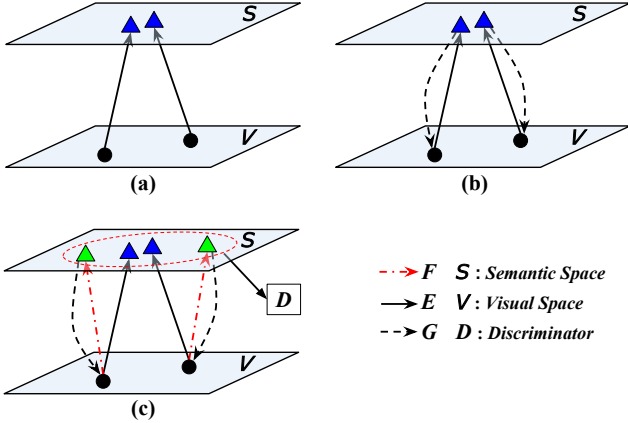 S
S
V
V
(a)
(b)
S
D
V
(c)
F S : Semantic Space
E V : Visual Space
G D : Discriminator